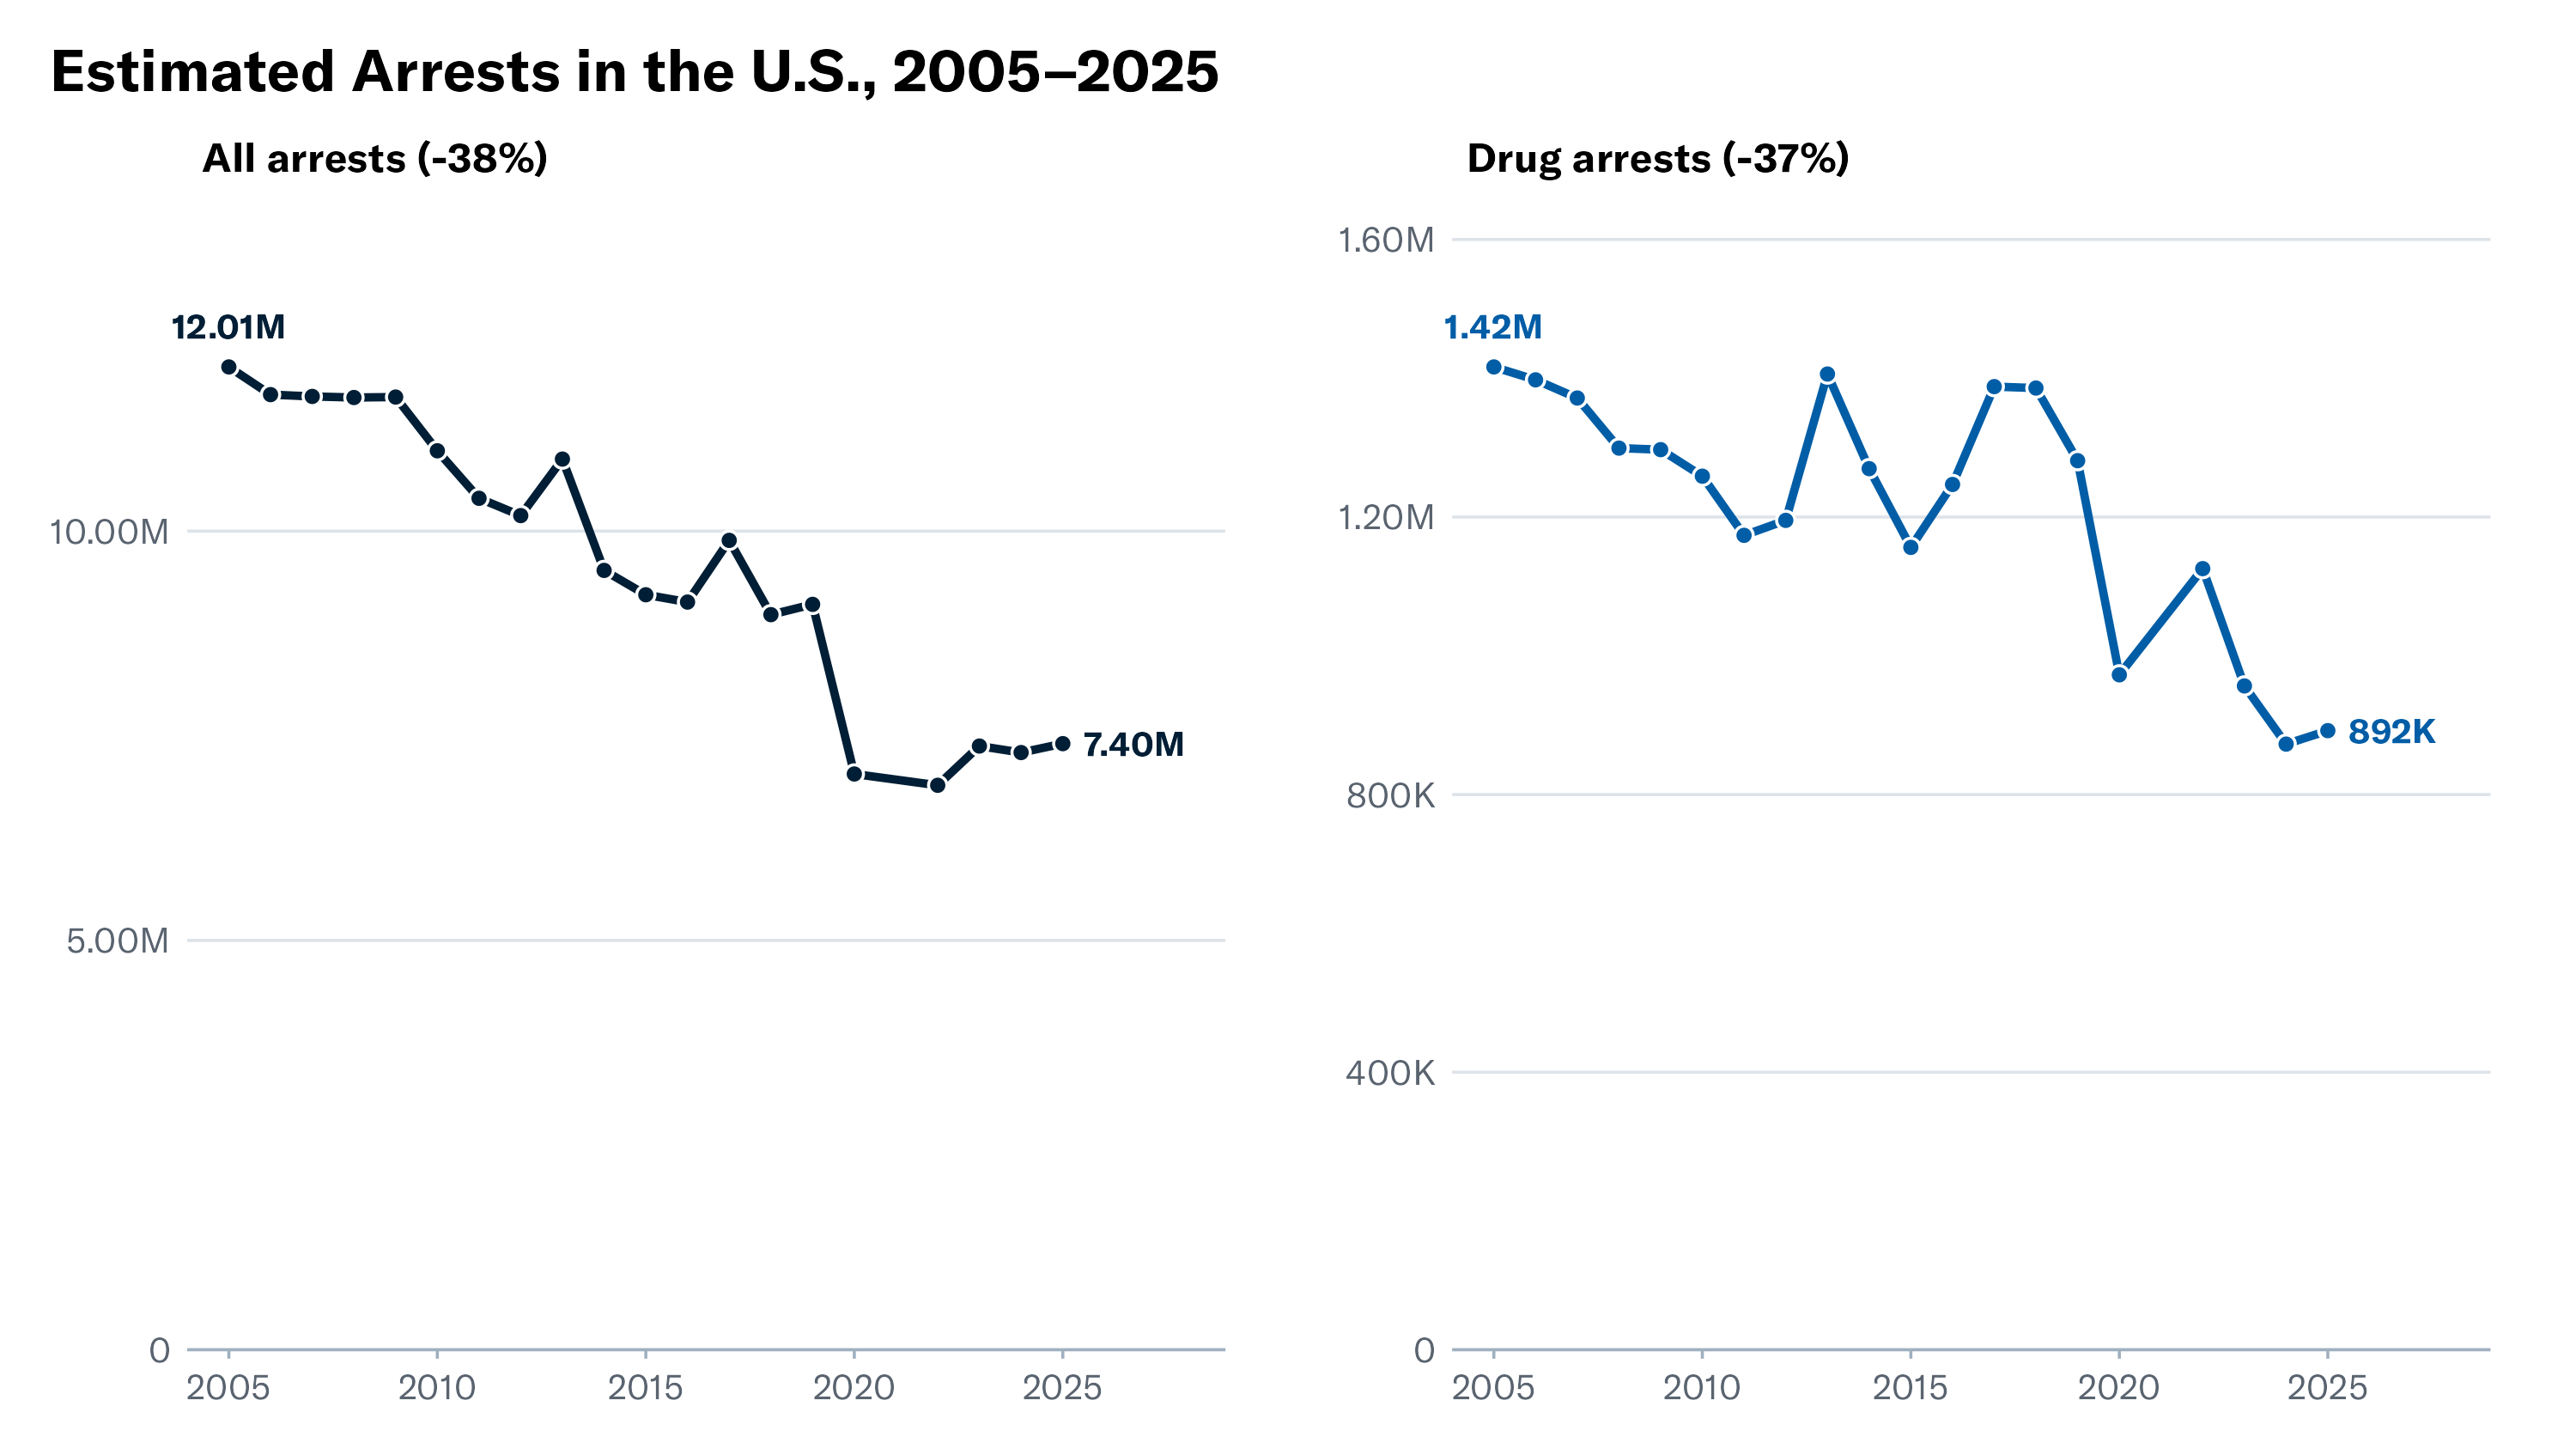 Estimated Arrests in the U.S., 2005–2025
All arrests (-38%)
12.01M
10.00M
7.40M
5.00M
0
2005 2010 2015 2020 2025
Drug arrests (-37%)
1.60M
1.42M
1.20M
892K
800K
400K
0
2005 2010 2015 2020 2025